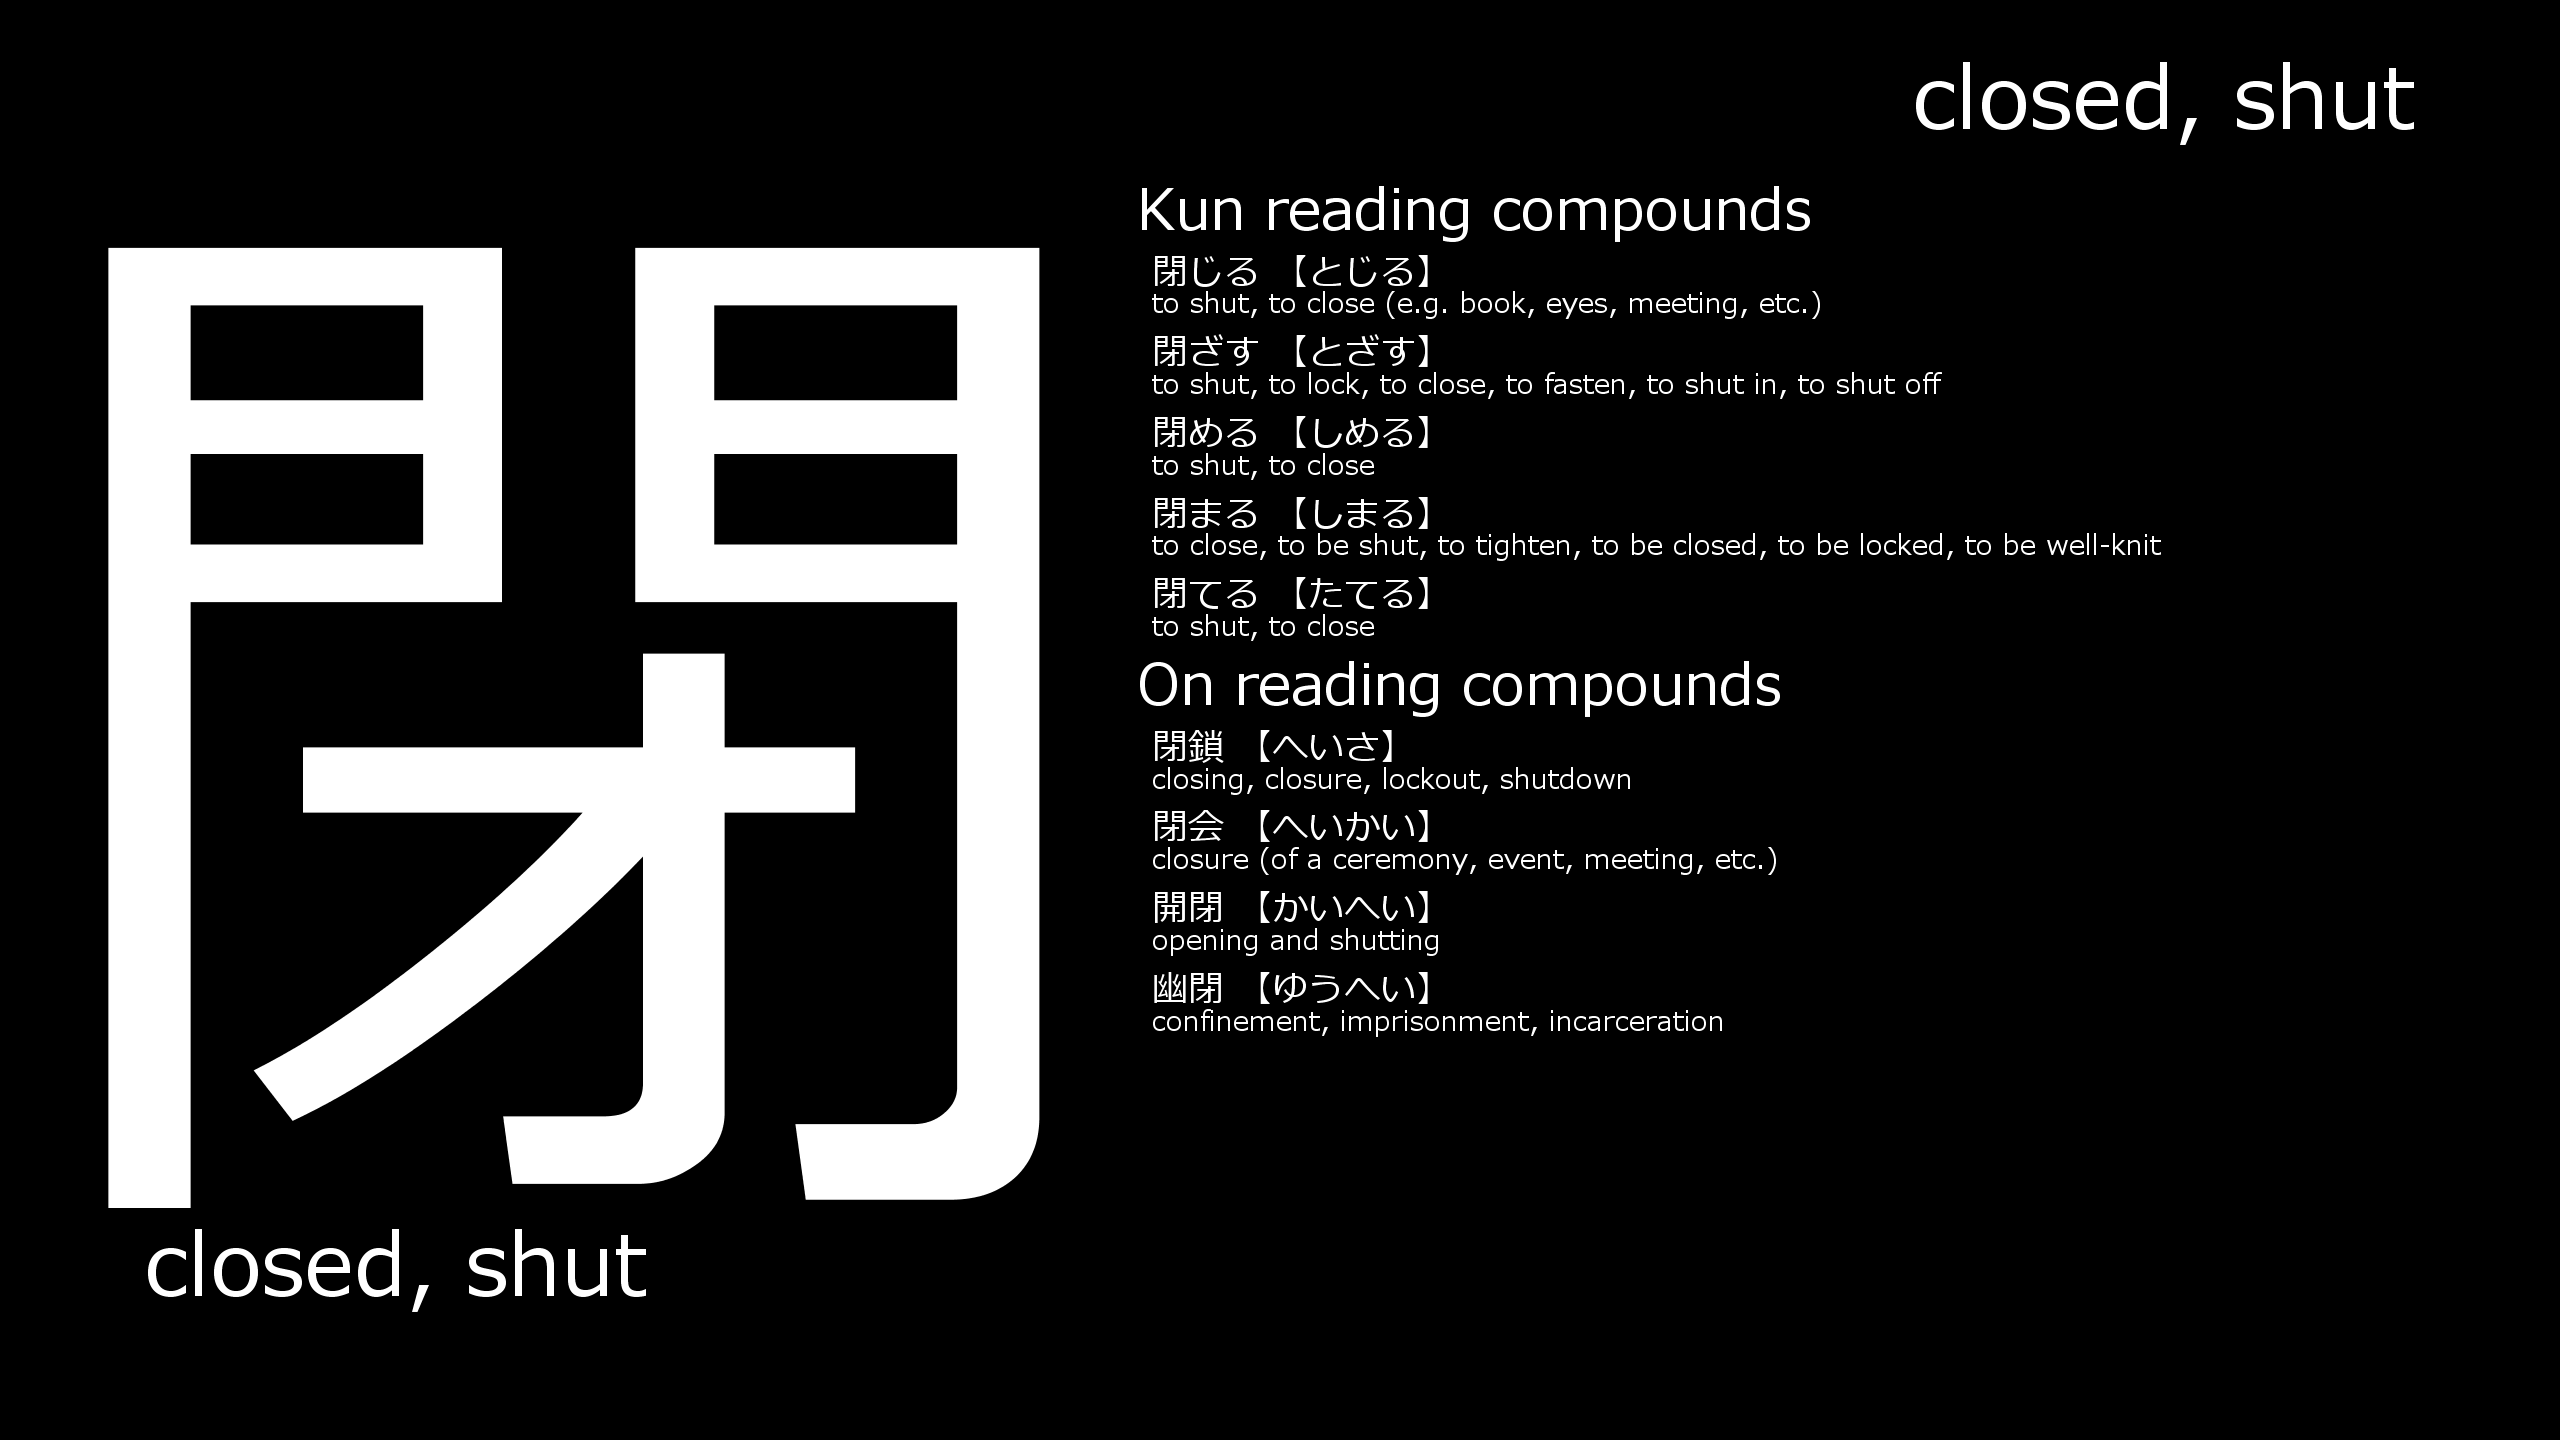 closed, shut
閉
closed, shut
Kun reading compounds
閉じる 【とじる】
to shut, to close (e.g. book, eyes, meeting, etc.)
閉ざす 【とざす】
to shut, to lock, to close, to fasten, to shut in, to shut off
閉める 【しめる】
to shut, to close
閉まる 【しまる】
to close, to be shut, to tighten, to be closed, to be locked, to be well-knit
閉てる 【たてる】
to shut, to close
On reading compounds
閉鎖 【へいさ】
closing, closure, lockout, shutdown
閉会 【へいかい】
closure (of a ceremony, event, meeting, etc.)
開閉 【かいへい】
opening and shutting
幽閉 【ゆうへい】
confinement, imprisonment, incarceration